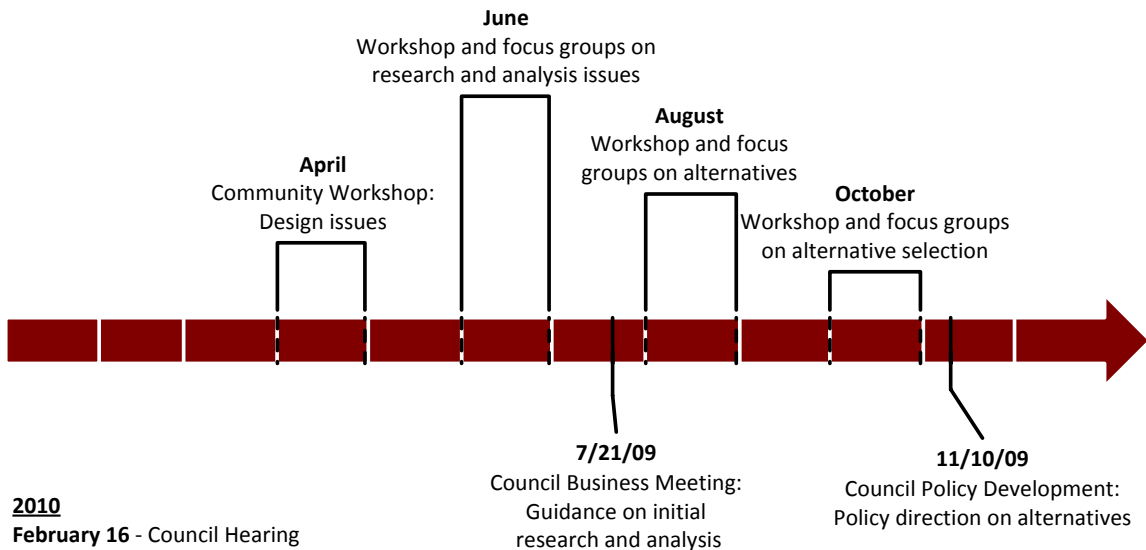 June
Workshop and focus groups on
research and analysis issues
August
Workshop and focus
groups on alternatives
April
Community Workshop:
Design issues
October
Workshop and focus groups
on alternative selection
7/21/09
Council Business Meeting:
Guidance on initial
research and analysis
11/10/09
Council Policy Development:
Policy direction on alternatives
2010
February 16 - Council Hearing